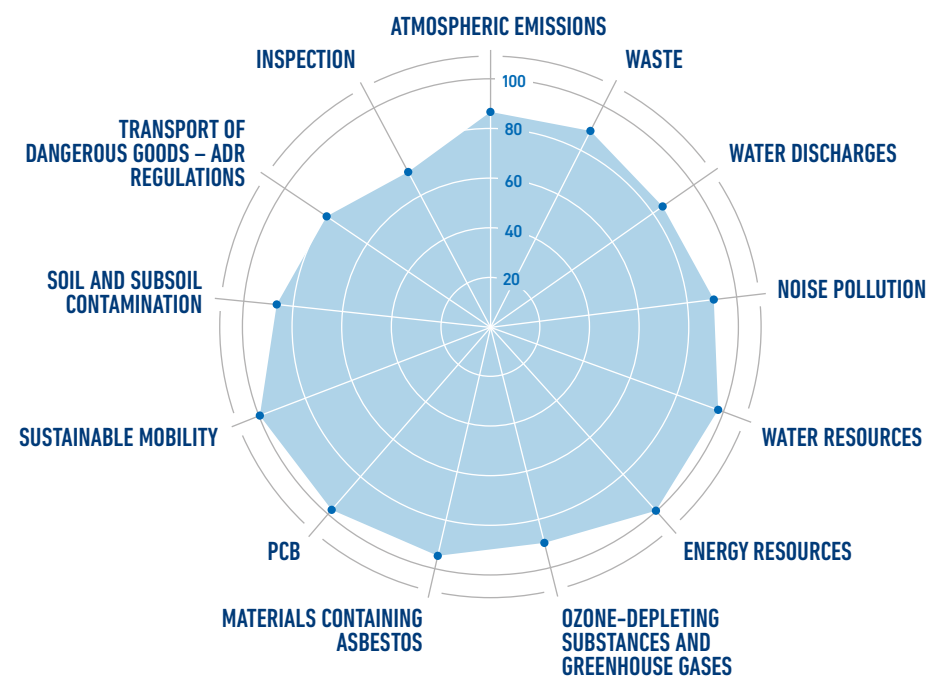 ATMOSPHERIC EMISSIONS
WASTE
WATER DISCHARGES
NOISE POLLUTION
WATER RESOURCES
ENERGY RESOURCES
OZONE-DEPLETING
SUBSTANCES AND
GREENHOUSE GASES
MATERIALS CONTAINING
ASBESTOS
PCB
SUSTAINABLE MOBILITY
SOIL AND SUBSOIL
CONTAMINATION
TRANSPORT OF
DANGEROUS GOODS – ADR
REGULATIONS
INSPECTION
100
80
60
40
20